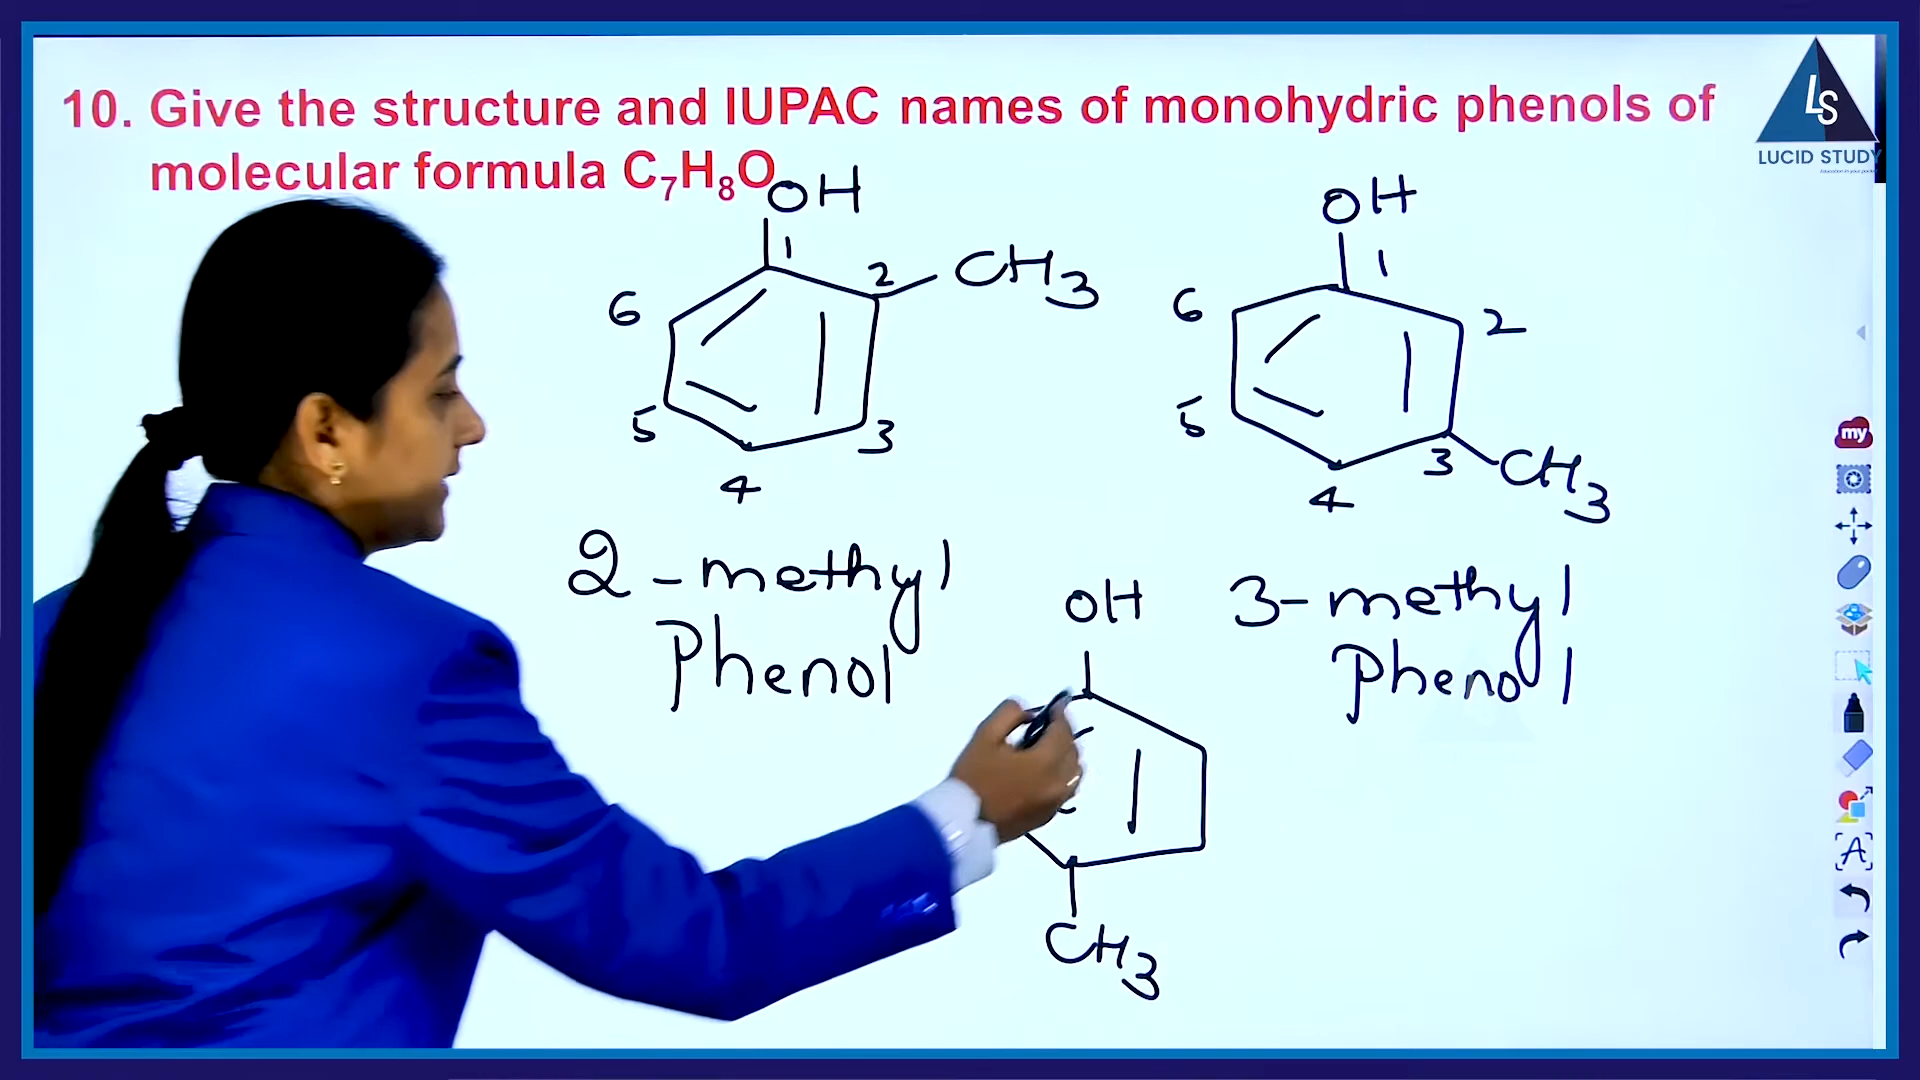 10. Give the structure and IUPAC names of monohydric phenols of
molecular formula C₇H₈O
LS
LUCID STUDY
OH
1
2
CH3
6
5
4
3
OH
1
6
2
5
4
3
CH3
2-methyl
Phenol
3-methyl
Phenol
OH
CH3
my
A